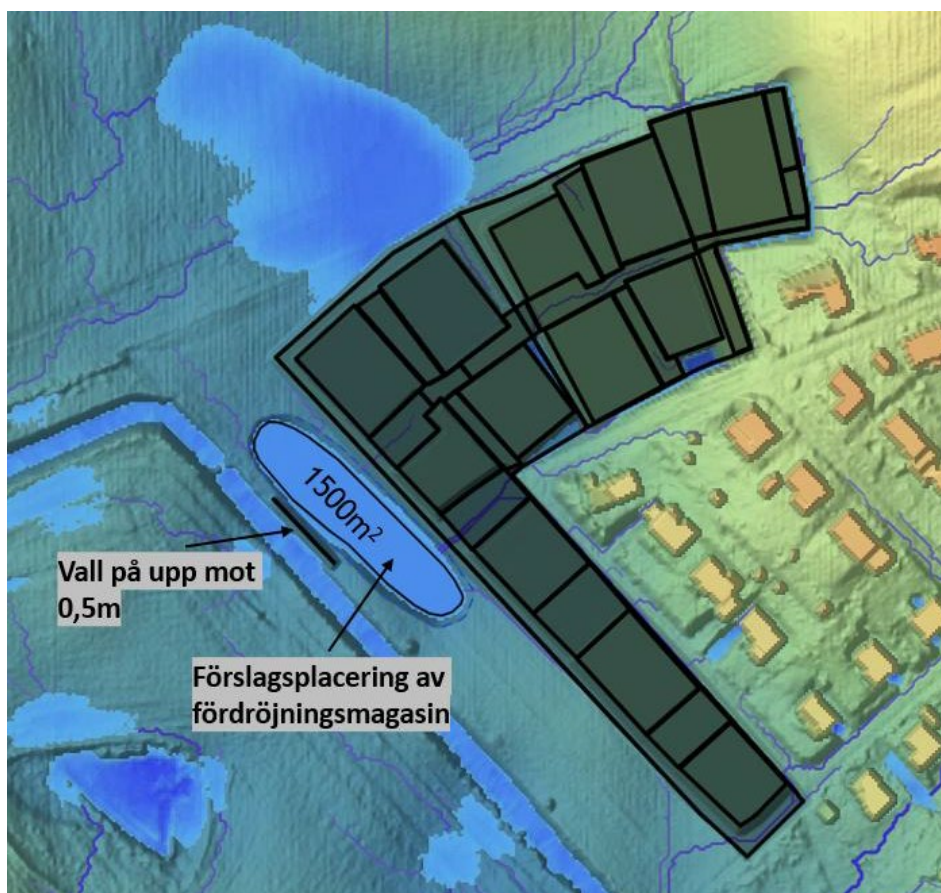 1500m²
Vall på upp mot
0,5m
Förslagsplacering av
fördröjningsmagasin